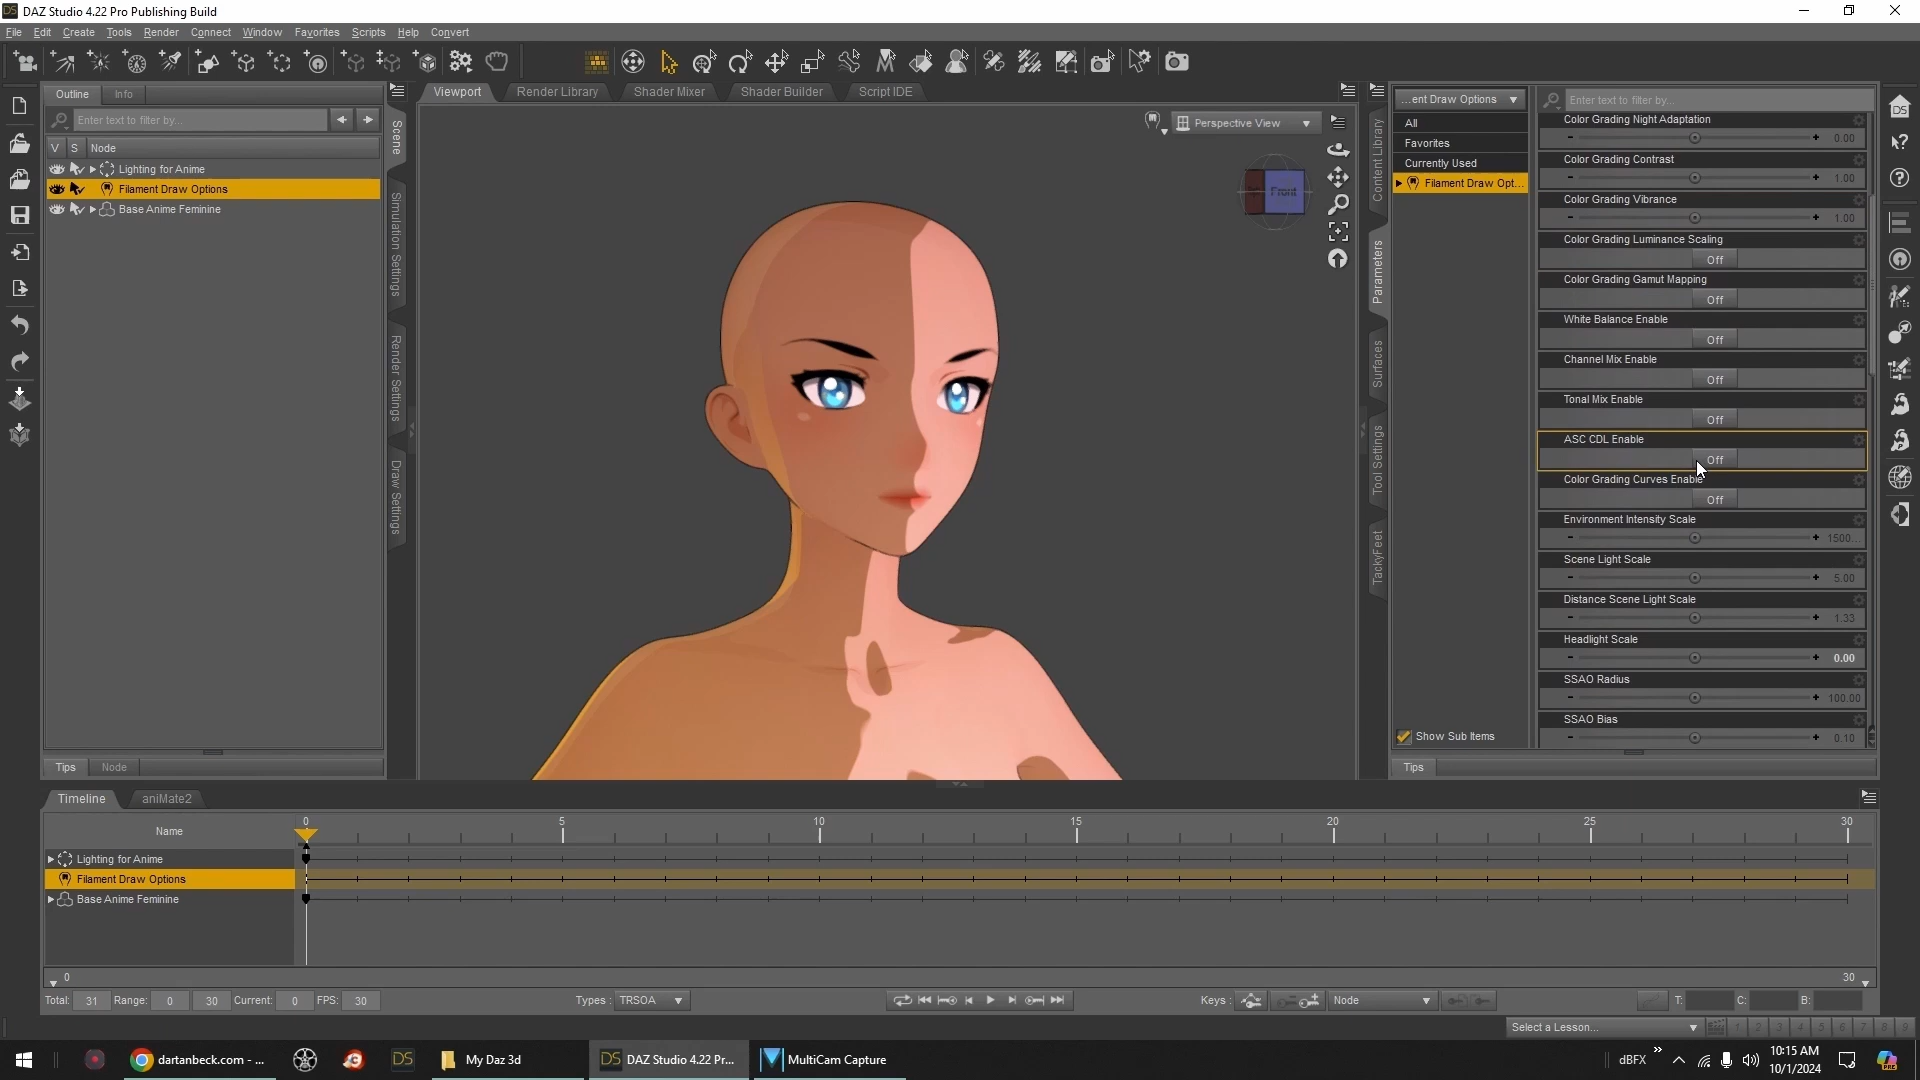 DAZ Studio 4.22 Pro Publishing Build
File Edit Create Tools Render Connect Window Favorites Scripts Help Convert
Outline Info
Enter text to filter by...
V S Node
Lighting for Anime
Filament Draw Options
Base Anime Feminine
Tips Node
Scene
Simulation Settings
Render Settings
Draw Settings
Viewport Render Library Shader Mixer Shader Builder Script IDE
Perspective View
Front
Content Library
Parameters
Surfaces
Tool Settings
TackyFeet
...ent Draw Options
All
Favorites
Currently Used
Filament Draw Opt...
Show Sub Items
Enter text to filter by...
Color Grading Night Adaptation
0.00
Color Grading Contrast
1.00
Color Grading Vibrance
1.00
Color Grading Luminance Scaling
Off
Color Grading Gamut Mapping
Off
White Balance Enable
Off
Channel Mix Enable
Off
Tonal Mix Enable
Off
ASC CDL Enable
Off
Color Grading Curves Enable
Off
Environment Intensity Scale
1500...
Scene Light Scale
5.00
Distance Scene Light Scale
1.33
Headlight Scale
0.00
SSAO Radius
100.00
SSAO Bias
0.10
Tips
Timeline aniMate2
Name
0 5 10 15 20 25 30
Lighting for Anime
Filament Draw Options
Base Anime Feminine
0 30
Total: 31 Range: 0 30 Current: 0 FPS: 30 Types : TRSOA Keys : Node T: C: B:
Select a Lesson... 1 2 3 4 5 6 7 8 9
dartanbeck.com - ... My Daz 3d DAZ Studio 4.22 Pr... MultiCam Capture dBFX
10:15 AM
10/1/2024